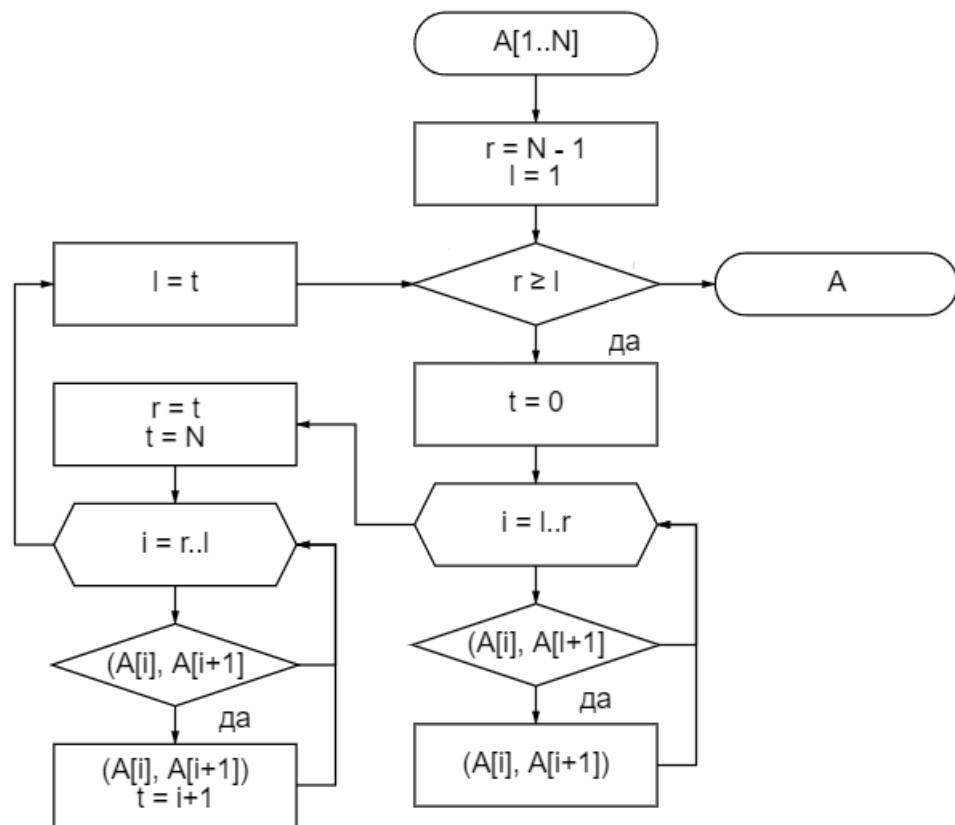 A[1..N]
r = N - 1
l = 1
l = t
r ≥ l
A
да
t = 0
r = t
t = N
i = l..r
i = r..l
(A[i], A[i+1]
(A[i], A[l+1]
да
да
(A[i], A[i+1])
t = i+1
(A[i], A[i+1])